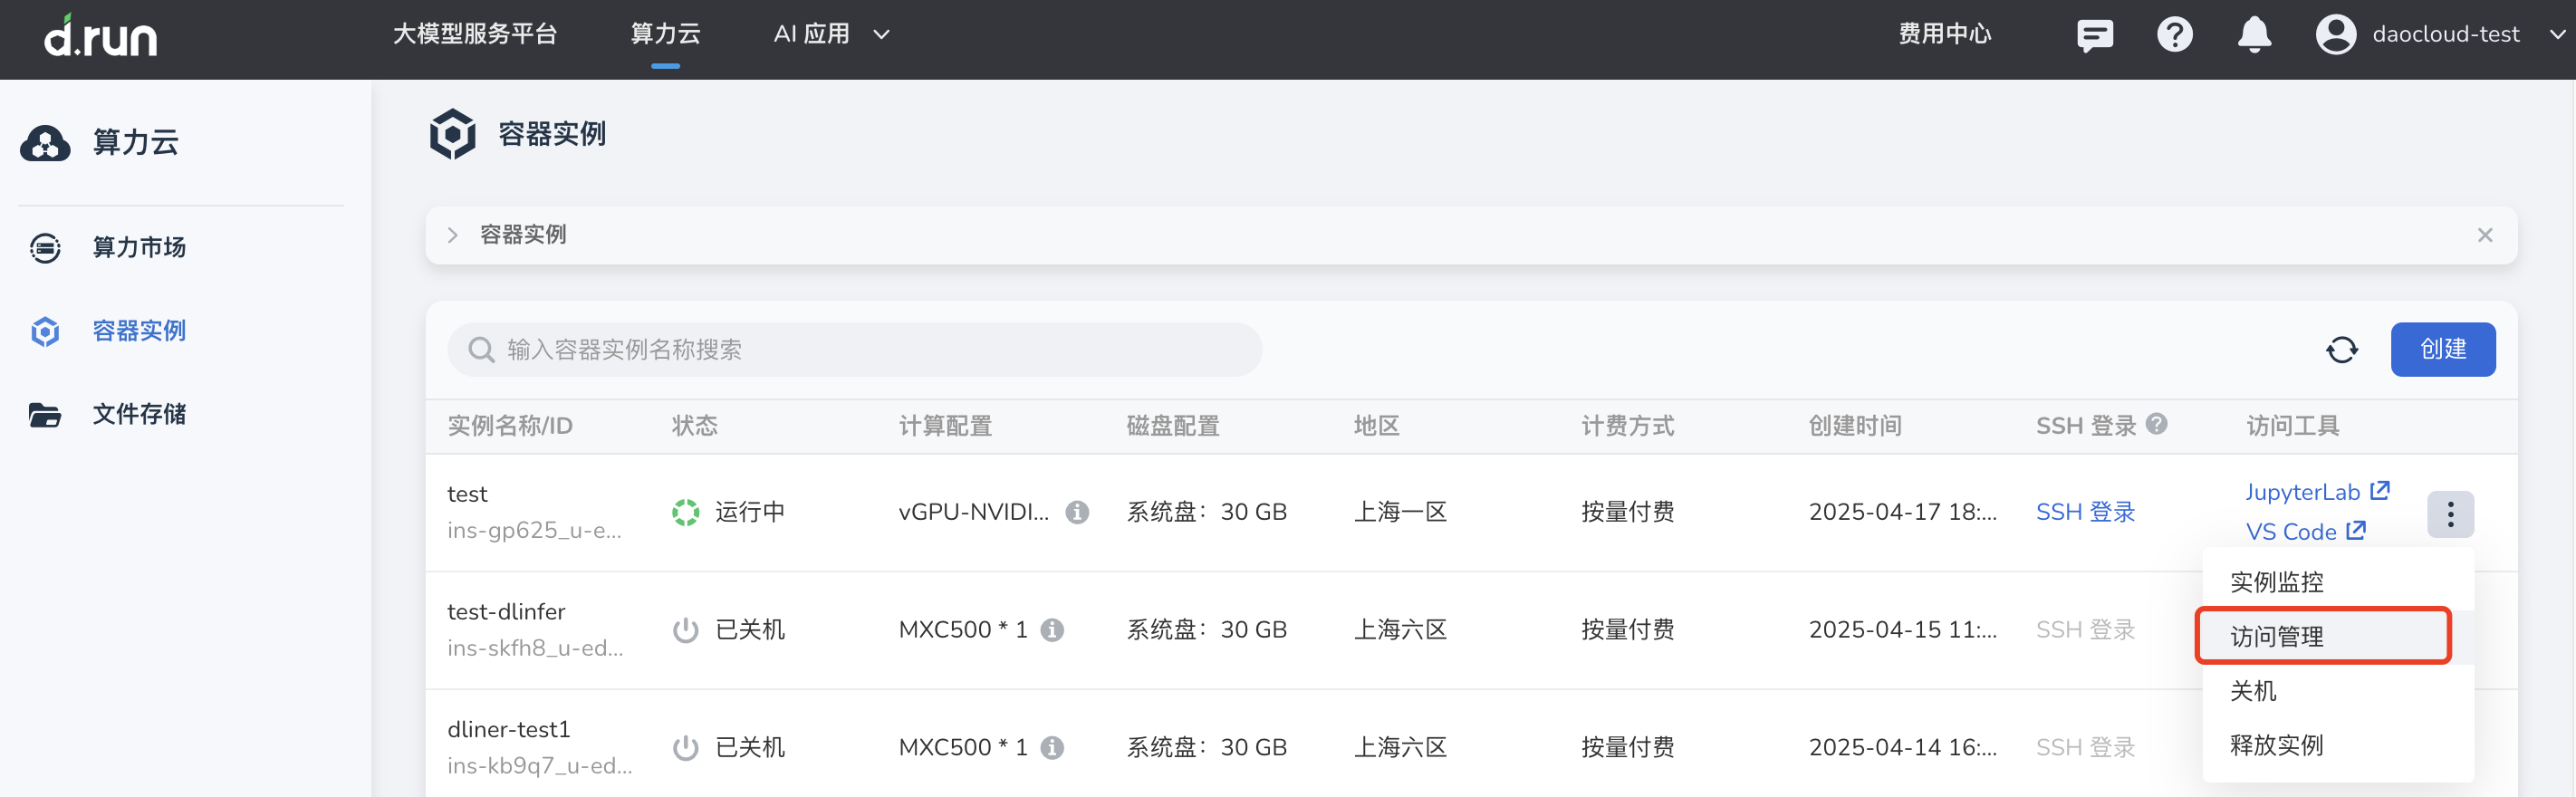 d.run 大模型服务平台 算力云 AI 应用 费用中心 daocloud-test
算力云
算力市场
容器实例
文件存储
容器实例
容器实例
输入容器实例名称搜索 创建
实例名称/ID 状态 计算配置 磁盘配置 地区 计费方式 创建时间 SSH 登录 访问工具
test
ins-gp625_u-e... 运行中 vGPU-NVIDI... 系统盘：30 GB 上海一区 按量付费 2025-04-17 18:... SSH 登录 JupyterLab
VS Code
test-dlinfer
ins-skfh8_u-ed... 已关机 MXC500 * 1 系统盘：30 GB 上海六区 按量付费 2025-04-15 11:... SSH 登录
dliner-test1
ins-kb9q7_u-ed... 已关机 MXC500 * 1 系统盘：30 GB 上海六区 按量付费 2025-04-14 16:... SSH 登录
实例监控
访问管理
关机
释放实例